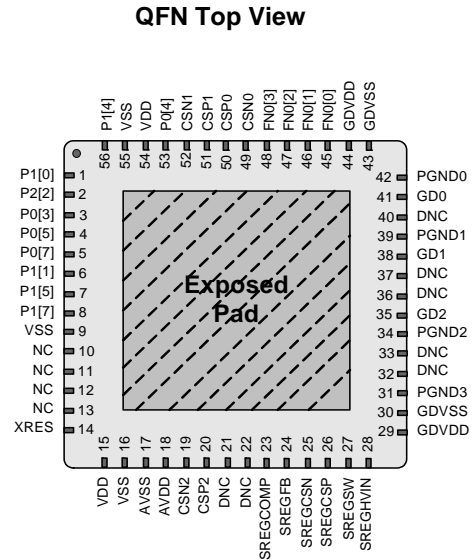 QFN Top View
P1[4]
VSS
VDD
P0[4]
CSN1
CSP1
CSP0
CSN0
FN0[3]
FN0[2]
FN0[1]
FN0[0]
GDVDD
GDVSS
56
55
54
53
52
51
50
49
48
47
46
45
44
43
P1[0] 1
P2[2] 2
P0[3] 3
P0[5] 4
P0[7] 5
P1[1] 6
P1[5] 7
P1[7] 8
VSS 9
NC 10
NC 11
NC 12
NC 13
XRES 14
Exposed
Pad
42 PGND0
41 GD0
40 DNC
39 PGND1
38 GD1
37 DNC
36 DNC
35 GD2
34 PGND2
33 DNC
32 DNC
31 PGND3
30 GDVSS
29 GDVDD
15
16
17
18
19
20
21
22
23
24
25
26
27
28
VDD
VSS
AVSS
AVDD
CSN2
CSP2
DNC
DNC
SREGCOMP
SREGFB
SREGCSN
SREGCSP
SREGSW
SREGHVIN